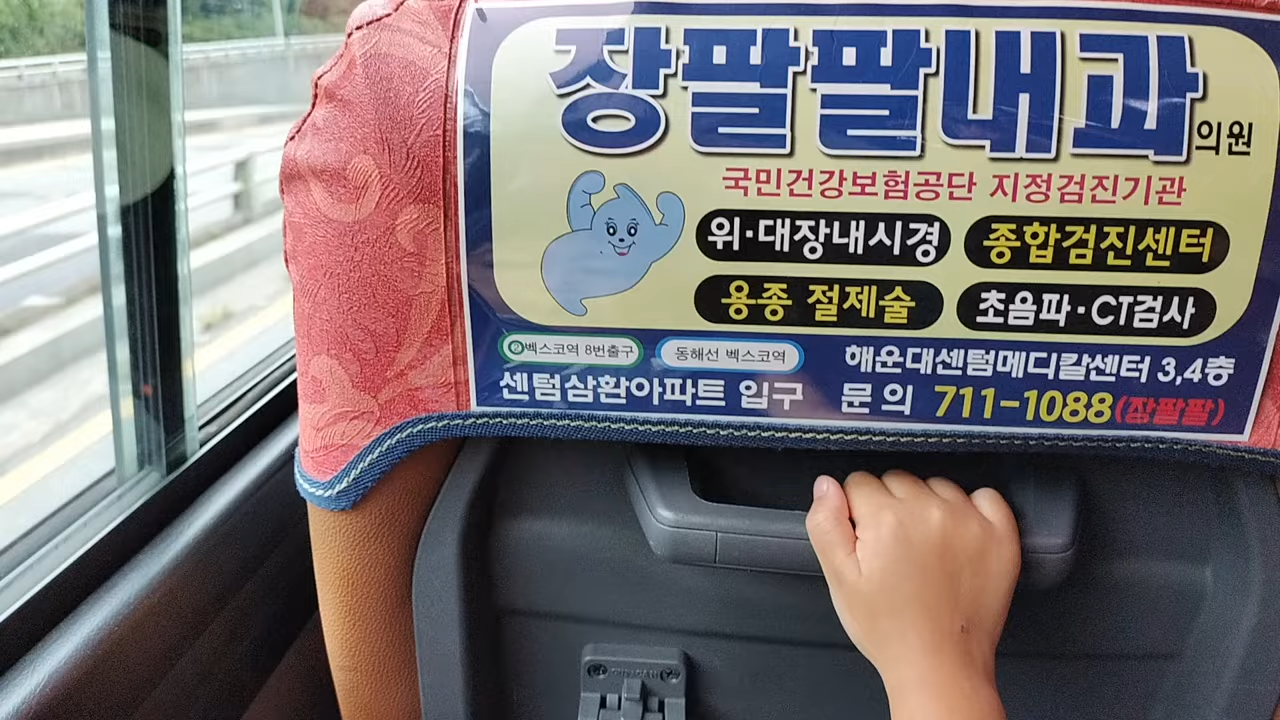 장팔팔내과의원
국민건강보험공단 지정검진기관
위·대장내시경 종합검진센터
용종 절제술 초음파·CT검사
2벡스코역 8번출구 동해선 벡스코역 해운대센텀메디칼센터 3,4층
센텀삼환아파트 입구 문의 711-1088(장팔팔)